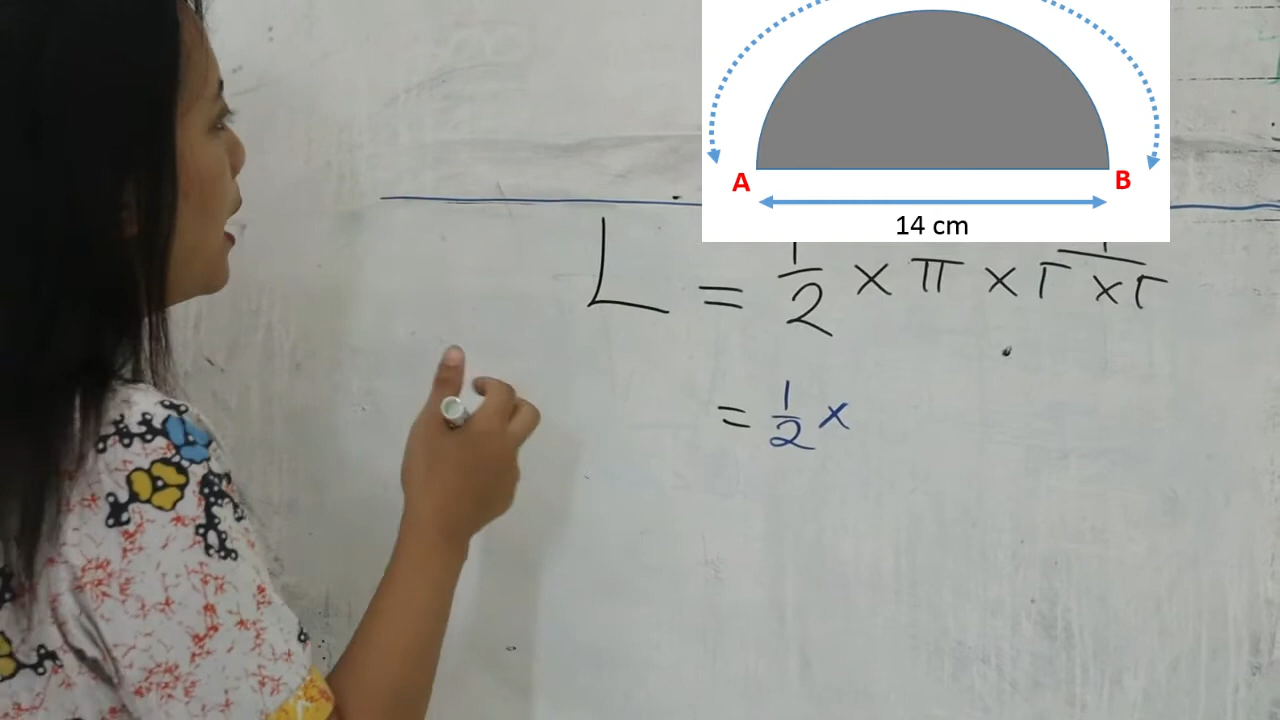 A B
14 cm
L = 1/2 × π × r × r
= 1/2 ×